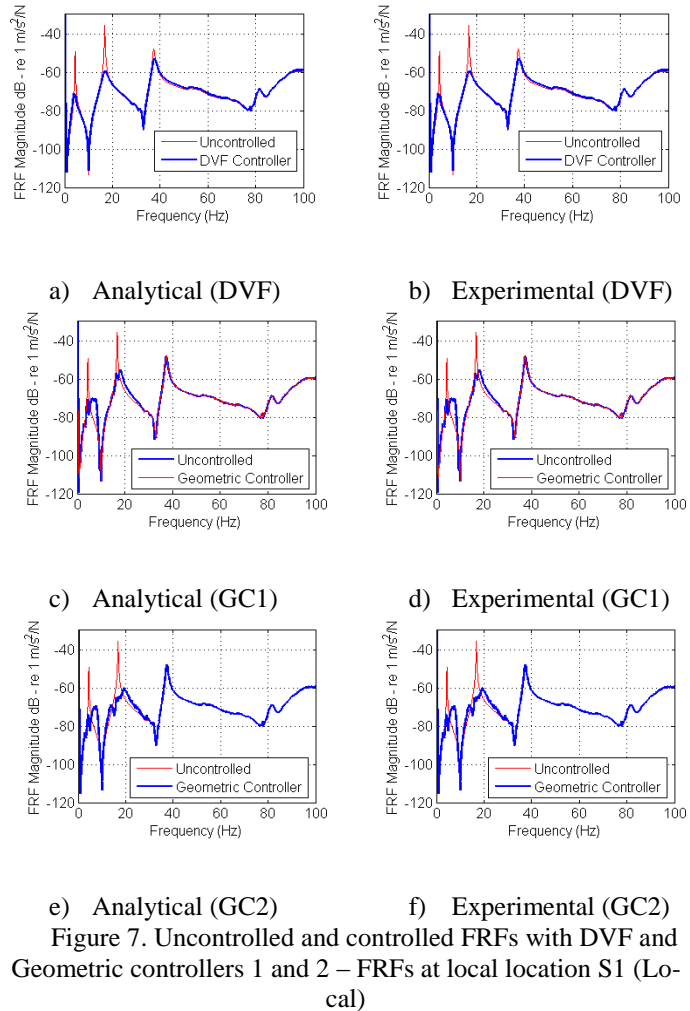 FRF Magnitude dB - re 1 m/s²/N
-40
-60
-80
-100
-120
0 20 40 60 80 100
Frequency (Hz)
Uncontrolled
DVF Controller
FRF Magnitude dB - re 1 m/s²/N
-40
-60
-80
-100
-120
0 20 40 60 80 100
Frequency (Hz)
Uncontrolled
DVF Controller
a) Analytical (DVF)
b) Experimental (DVF)
FRF Magnitude dB - re 1 m/s²/N
-40
-60
-80
-100
-120
0 20 40 60 80 100
Frequency (Hz)
Uncontrolled
Geometric Controller
FRF Magnitude dB - re 1 m/s²/N
-40
-60
-80
-100
-120
0 20 40 60 80 100
Frequency (Hz)
Uncontrolled
Geometric Controller
c) Analytical (GC1)
d) Experimental (GC1)
FRF Magnitude dB - re 1 m/s²/N
-40
-60
-80
-100
-120
0 20 40 60 80 100
Frequency (Hz)
Uncontrolled
Geometric Controller
FRF Magnitude dB - re 1 m/s²/N
-40
-60
-80
-100
-120
0 20 40 60 80 100
Frequency (Hz)
Uncontrolled
Geometric Controller
e) Analytical (GC2)
f) Experimental (GC2)
Figure 7. Uncontrolled and controlled FRFs with DVF and
Geometric controllers 1 and 2 – FRFs at local location S1 (Lo-
cal)